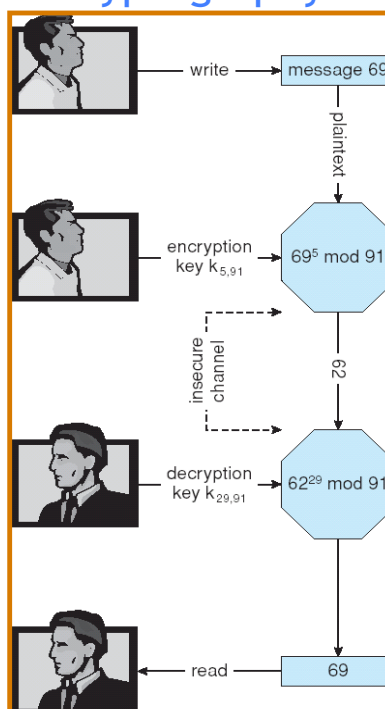 write
message 69
plaintext
encryption
key k5,91
69⁵ mod 91
insecure
channel
62
decryption
key k29,91
62²⁹ mod 91
read
69